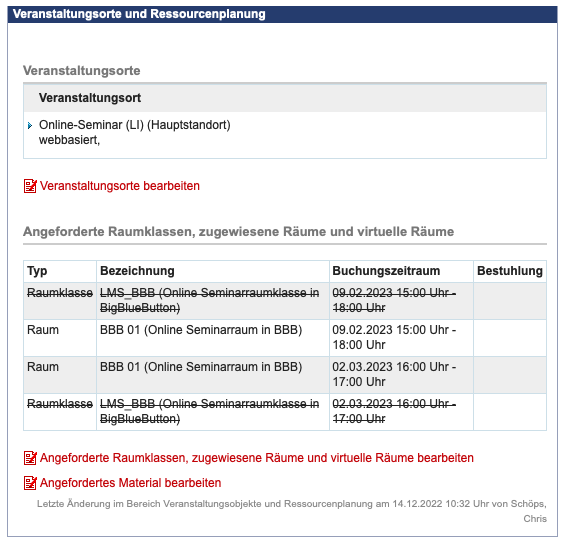 Veranstaltungsorte und Ressourcenplanung
Veranstaltungsorte
Veranstaltungsort
Online-Seminar (LI) (Hauptstandort)
webbasiert,
Veranstaltungsorte bearbeiten
Angeforderte Raumklassen, zugewiesene Räume und virtuelle Räume
Typ Bezeichnung Buchungszeitraum Bestuhlung
Raumklasse LMS_BBB (Online Seminarraumklasse in 09.02.2023 15:00 Uhr -
BigBlueButton) 18:00 Uhr
Raum BBB 01 (Online Seminarraum in BBB) 09.02.2023 15:00 Uhr -
18:00 Uhr
Raum BBB 01 (Online Seminarraum in BBB) 02.03.2023 16:00 Uhr -
17:00 Uhr
Raumklasse LMS_BBB (Online Seminarraumklasse in 02.03.2023 16:00 Uhr -
BigBlueButton) 17:00 Uhr
Angeforderte Raumklassen, zugewiesene Räume und virtuelle Räume bearbeiten
Angefordertes Material bearbeiten
Letzte Änderung im Bereich Veranstaltungsobjekte und Ressourcenplanung am 14.12.2022 10:32 Uhr von Schöps,
Chris